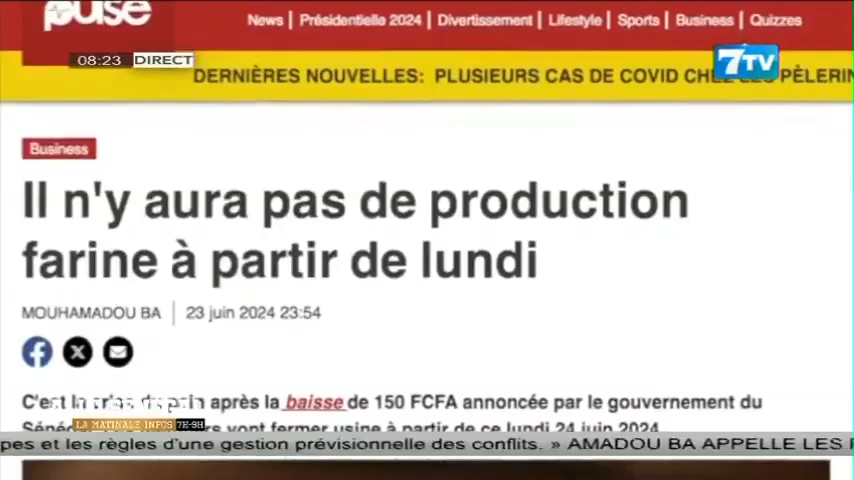 pulse
News | Présidentielle 2024 | Divertissement | Lifestyle | Sports | Business | Quizzes
08:23 DIRECT
7TV
DERNIÈRES NOUVELLES: PLUSIEURS CAS DE COVID CHEZ LES PÈLERIN
Business
Il n'y aura pas de production
farine à partir de lundi
MOUHAMADOU BA | 23 juin 2024 23:54
C'est la après la baisse de 150 FCFA annoncée par le gouvernement du
vont fermer usine à partir de ce lundi 24 juin 2024
LA MATINALE INFOS 7H-9H
pes et les règles d'une gestion prévisionnelle des conflits. » AMADOU BA APPELLE LES